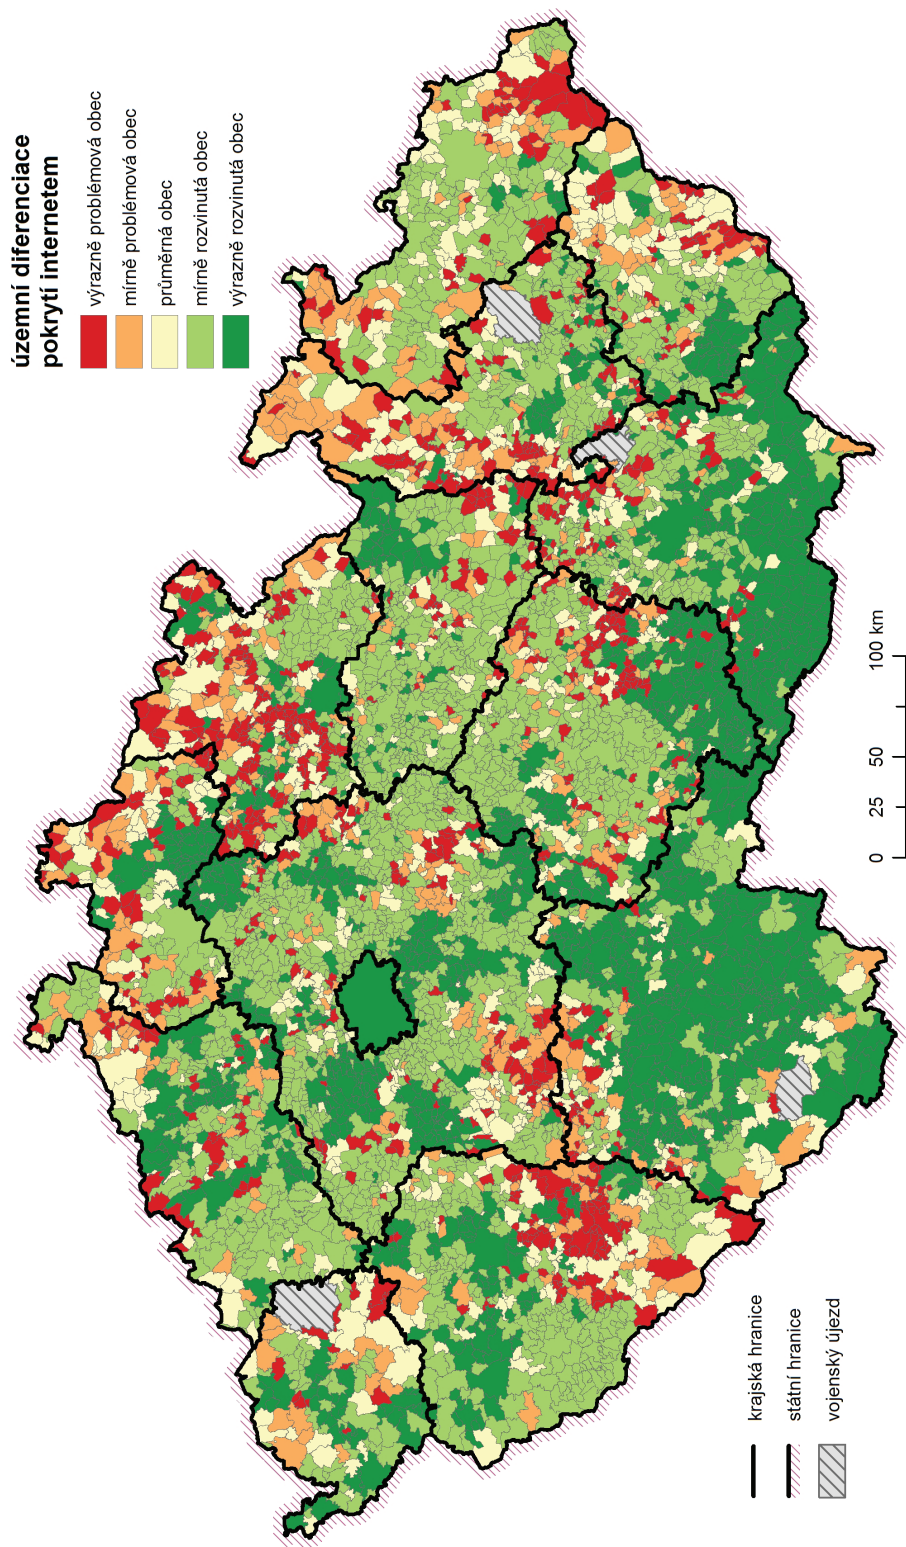 územní diferenciace
pokrytí internetem
výrazně problémová obec
mírně problémová obec
průměrná obec
mírně rozvinutá obec
výrazně rozvinutá obec
krajská hranice
státní hranice
vojenský újezd
0 25 50 100 km